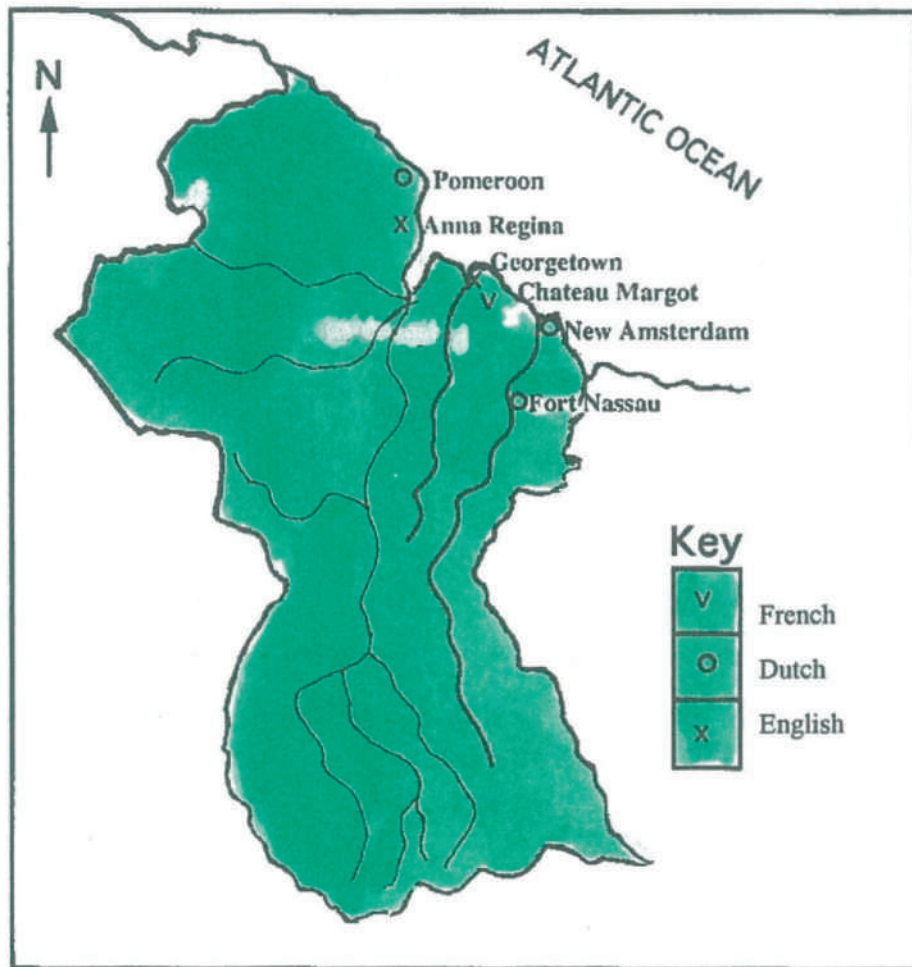 ATLANTIC OCEAN
N
Pomeroon
X Anna Regina
Georgetown
X
V Chateau Margot
New Amsterdam
Fort Nassau
Key
V French
O Dutch
X English